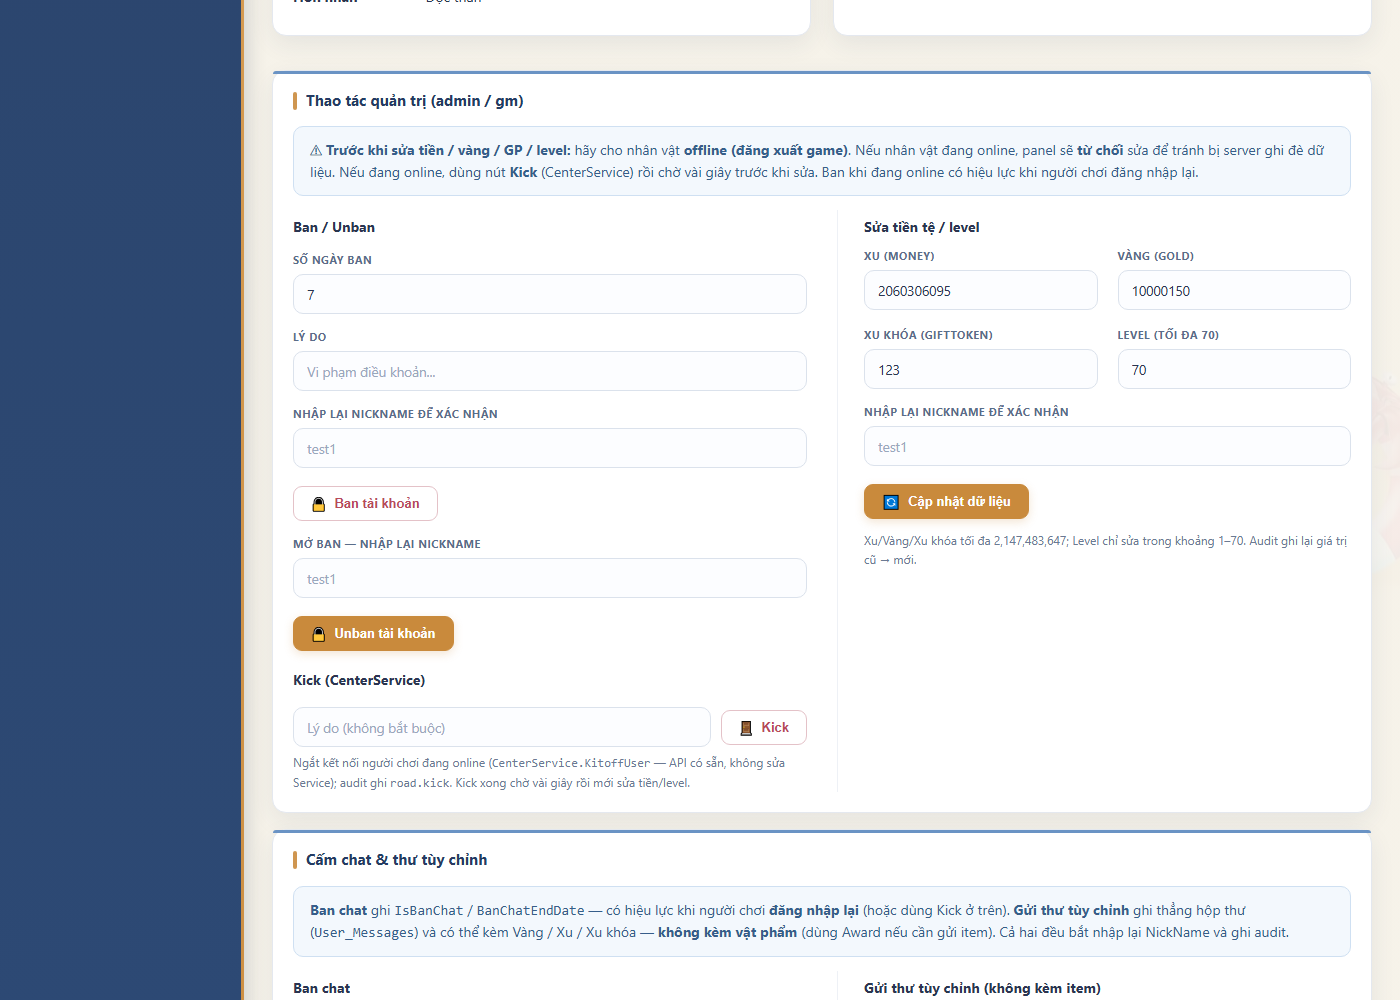 Hôn nhân Độc thân
Thao tác quản trị (admin / gm)
⚠ Trước khi sửa tiền / vàng / GP / level: hãy cho nhân vật offline (đăng xuất game). Nếu nhân vật đang online, panel sẽ từ chối sửa để tránh bị server ghi đè dữ
liệu. Nếu đang online, dùng nút Kick (CenterService) rồi chờ vài giây trước khi sửa. Ban khi đang online có hiệu lực khi người chơi đăng nhập lại.
Ban / Unban
SỐ NGÀY BAN
7
LÝ DO
Vi phạm điều khoản...
NHẬP LẠI NICKNAME ĐỂ XÁC NHẬN
test1
Ban tài khoản
MỞ BAN — NHẬP LẠI NICKNAME
test1
Unban tài khoản
Kick (CenterService)
Lý do (không bắt buộc)
Kick
Ngắt kết nối người chơi đang online (CenterService.KitoffUser — API có sẵn, không sửa
Service); audit ghi road.kick. Kick xong chờ vài giây rồi mới sửa tiền/level.
Sửa tiền tệ / level
XU (MONEY)
VÀNG (GOLD)
2060306095
10000150
XU KHÓA (GIFTTOKEN)
LEVEL (TỐI ĐA 70)
123
70
NHẬP LẠI NICKNAME ĐỂ XÁC NHẬN
test1
Cập nhật dữ liệu
Xu/Vàng/Xu khóa tối đa 2,147,483,647; Level chỉ sửa trong khoảng 1–70. Audit ghi lại giá trị
cũ → mới.
Cấm chat & thư tùy chỉnh
Ban chat ghi IsBanChat / BanChatEndDate — có hiệu lực khi người chơi đăng nhập lại (hoặc dùng Kick ở trên). Gửi thư tùy chỉnh ghi thẳng hộp thư
(User_Messages) và có thể kèm Vàng / Xu / Xu khóa — không kèm vật phẩm (dùng Award nếu cần gửi item). Cả hai đều bắt nhập lại NickName và ghi audit.
Ban chat
Gửi thư tùy chỉnh (không kèm item)